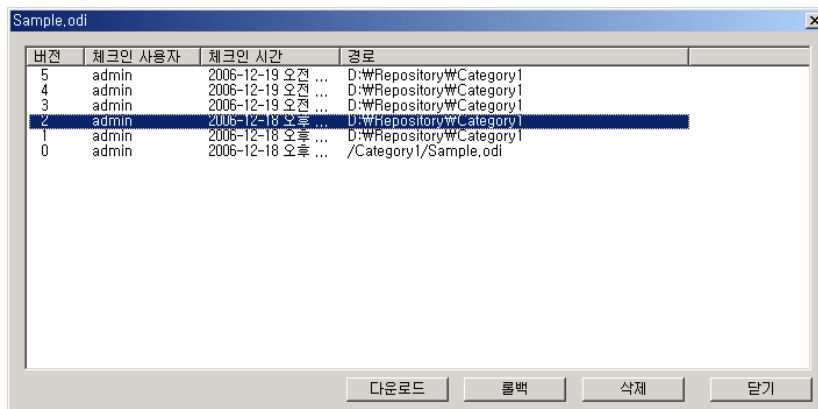 Sample.odi
버전 체크인 사용자 체크인 시간 경로
5 admin 2006-12-19 오전 ... D:₩Repository₩Category1
4 admin 2006-12-19 오전 ... D:₩Repository₩Category1
3 admin 2006-12-19 오전 ... D:₩Repository₩Category1
2 admin 2006-12-18 오후 ... D:₩Repository₩Category1
1 admin 2006-12-18 오후 ... D:₩Repository₩Category1
0 admin 2006-12-18 오후 ... /Category1/Sample.odi
다운로드 롤백 삭제 닫기